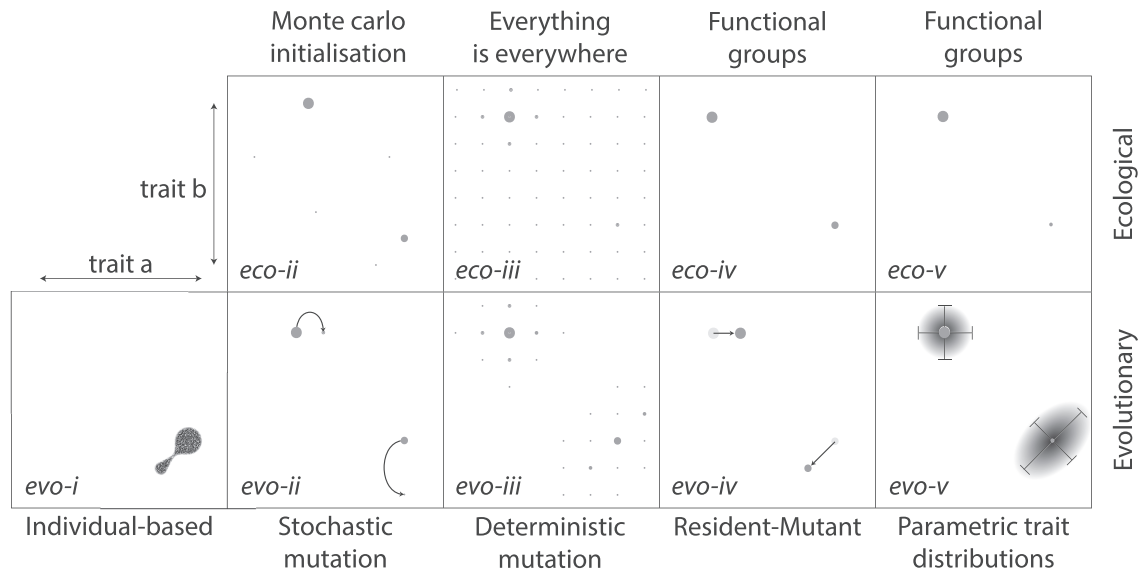 Monte carlo
initialisation
Everything
is everywhere
Functional
groups
Functional
groups
trait b
trait a
eco-ii
eco-iii
eco-iv
eco-v
Ecological
evo-i
evo-ii
evo-iii
evo-iv
evo-v
Evolutionary
Individual-based
Stochastic
mutation
Deterministic
mutation
Resident-Mutant
Parametric trait
distributions